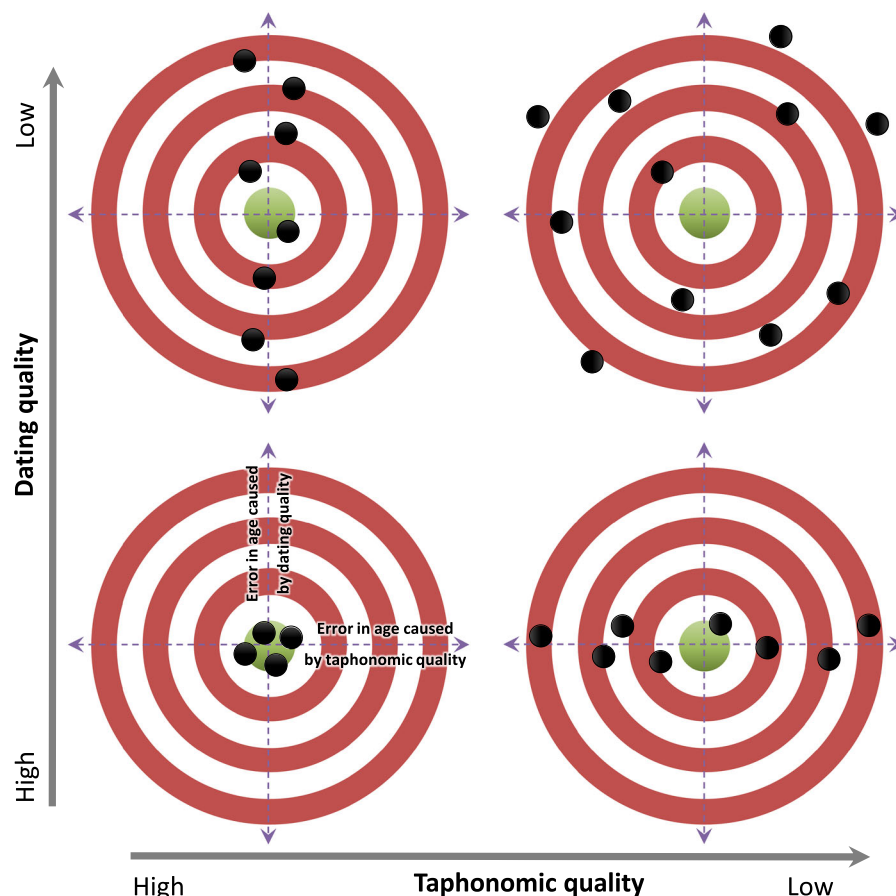 Low
Dating quality
High
Error in age caused
by dating quality
Error in age caused
by taphonomic quality
High
Taphonomic quality
Low